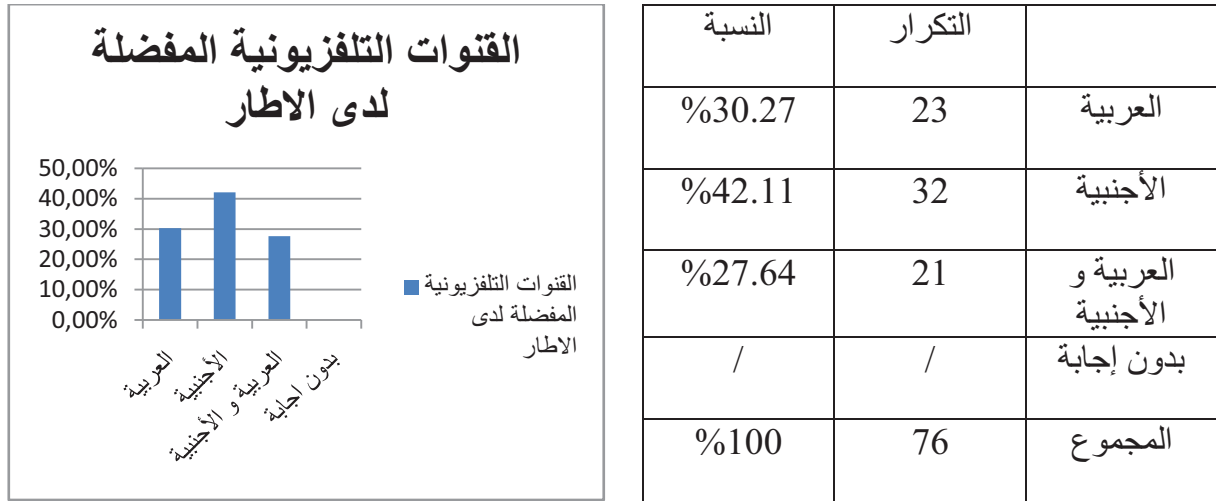 القنوات التلفزيونية المفضلة
لدى الاطار
50,00%
40,00%
30,00%
20,00%
10,00%
0,00%
العربية
الأجنبية
العربية و الأجنبية
بدون اجابة
القنوات التلفزيونية
المفضلة لدى
الاطار
التكرار النسبة
العربية 23 %30.27
الأجنبية 32 %42.11
العربية و 21 %27.64
الأجنبية
بدون إجابة / /
المجموع 76 %100